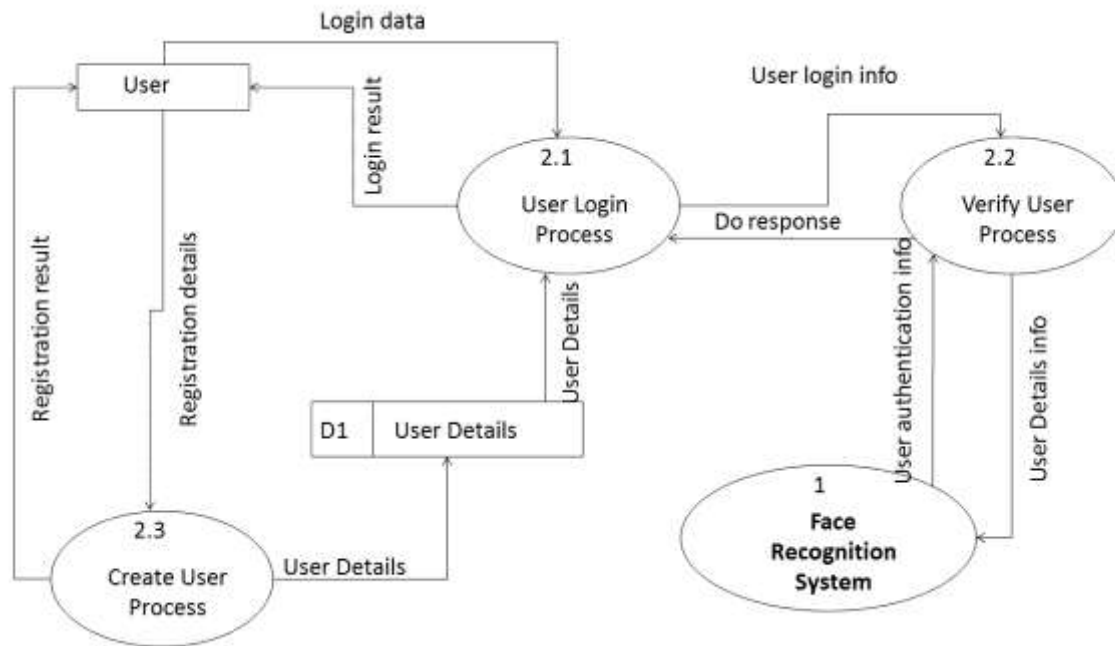 Login data
User
User login info
Login result
2.1
User Login
Process
2.2
Verify User
Process
Do response
Registration result
Registration details
User Details
User authentication info
User Details info
D1
User Details
1
Face
Recognition
System
2.3
Create User
Process
User Details